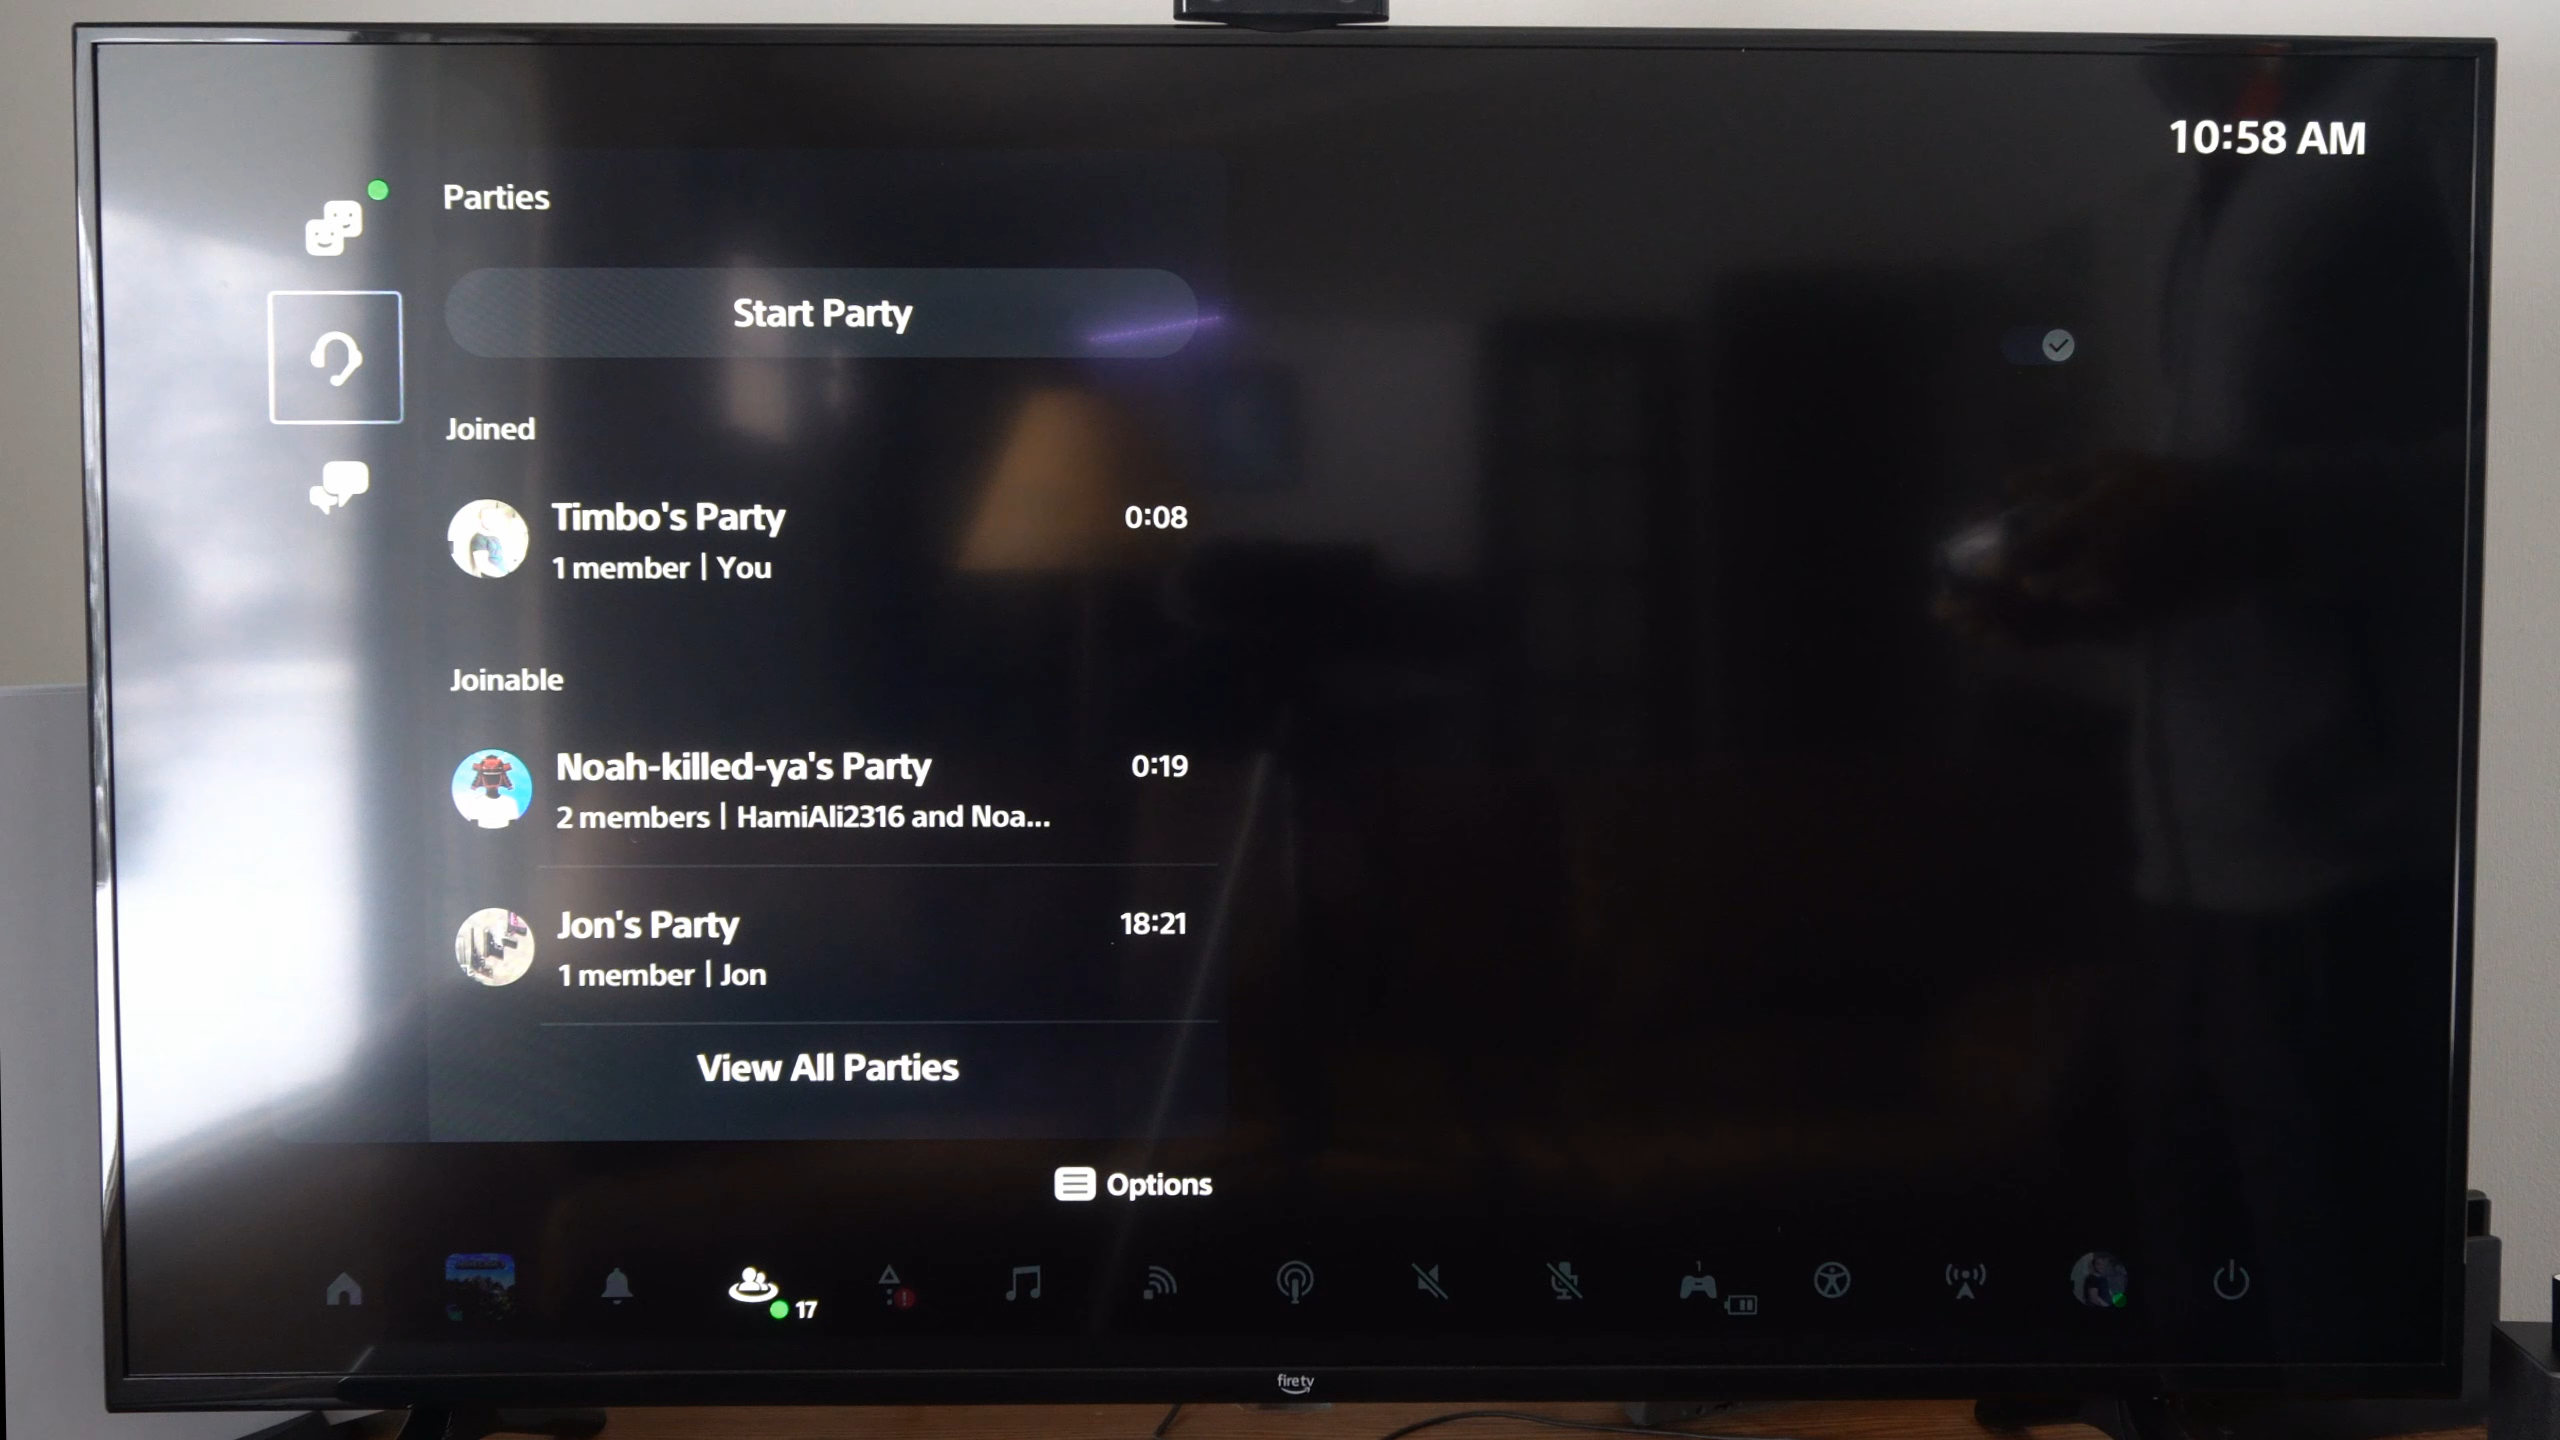 10:58 AM
Parties
Start Party
Joined
Timbo's Party
0:08
1 member | You
Joinable
Noah-killed-ya's Party
0:19
2 members | HamiAli2316 and Noa...
Jon's Party
18:21
1 member | Jon
View All Parties
Options
17
1
firetv